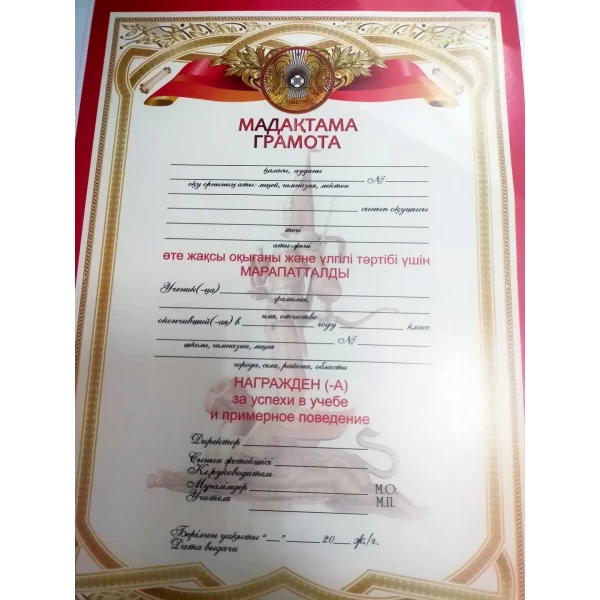 МАДАҚТАМА
ГРАМОТА
қаласы, ауданы
№
оқу орнының аты: лицей, гимназия, мектеп
сынып оқушысы
тегі
аты-жөні
өте жақсы оқығаны және үлгілі тәртібі үшін
МАРАПАТТАЛДЫ
Ученик(-ца)
фамилия,
имя, отчество
окончивший(-ая) в году класс
№
школы, гимназии, лицея
города, села, района, области
НАГРАЖДЕН (-А)
за успехи в учебе
и примерное поведение
Директор
Сынып жетекшісі
Кл.руководитель
Мұғалімдер М.О.
Учителя М.П.
Берілген уақыты "__" 20 ж./г.
Дата выдачи